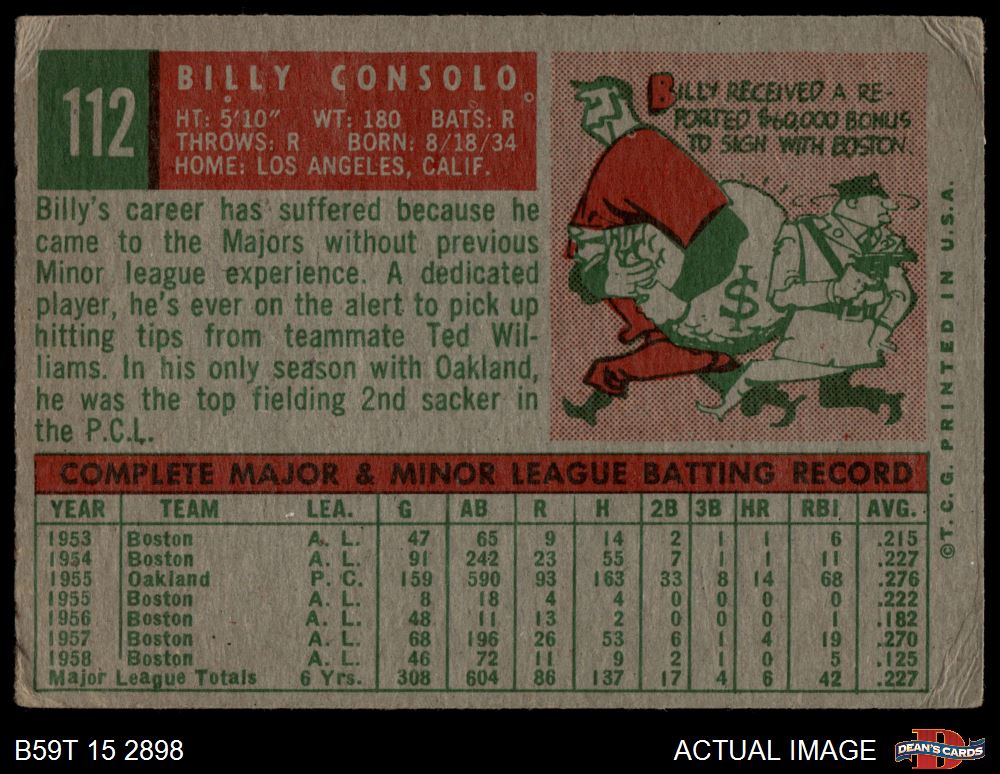 112
BILLY CONSOLO
HT: 5'10" WT: 180 BATS: R
THROWS: R BORN: 8/18/34
HOME: LOS ANGELES, CALIF.
Billy's career has suffered because he
came to the Majors without previous
Minor league experience. A dedicated
player, he's ever on the alert to pick up
hitting tips from teammate Ted Wil-
liams. In his only season with Oakland,
he was the top fielding 2nd sacker in
the P.C.L.
BILLY RECEIVED A RE-
PORTED $60,000 BONUS
TO SIGN WITH BOSTON
$
©T.C.G. PRINTED IN U.S.A.
COMPLETE MAJOR & MINOR LEAGUE BATTING RECORD
YEAR TEAM LEA. G AB R H 2B 3B HR RBI AVG.
1953 Boston A. L. 47 65 9 14 2 1 1 6 .215
1954 Boston A. L. 91 242 23 55 7 1 1 11 .227
1955 Oakland P. C. 159 590 93 163 33 8 14 68 .276
1955 Boston A. L. 8 18 4 4 0 0 0 0 .222
1956 Boston A. L. 48 11 13 2 0 0 0 1 .182
1957 Boston A. L. 68 196 26 53 6 1 4 19 .270
1958 Boston A. L. 46 72 11 9 2 1 0 5 .125
Major League Totals 6 Yrs. 308 604 86 137 17 4 6 42 .227
B59T 15 2898
ACTUAL IMAGE
D
DEAN'S CARDS